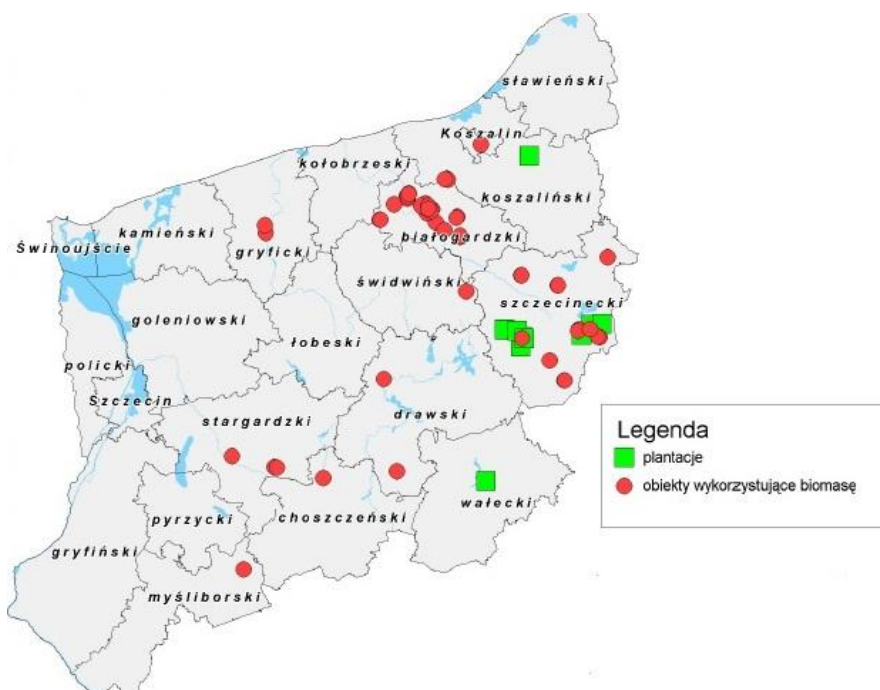 sławieński
Koszalin
kołobrzeski
koszaliński
kamieński
białogardzki
Świnoujście
gryficki
świdwiński
szczecinecki
goleniowski
łobeski
policki
Szczecin
drawski
stargardzki
Legenda
plantacje
obiekty wykorzystujące biomasę
wałecki
pyrzycki
choszczeński
gryfiński
myśliborski